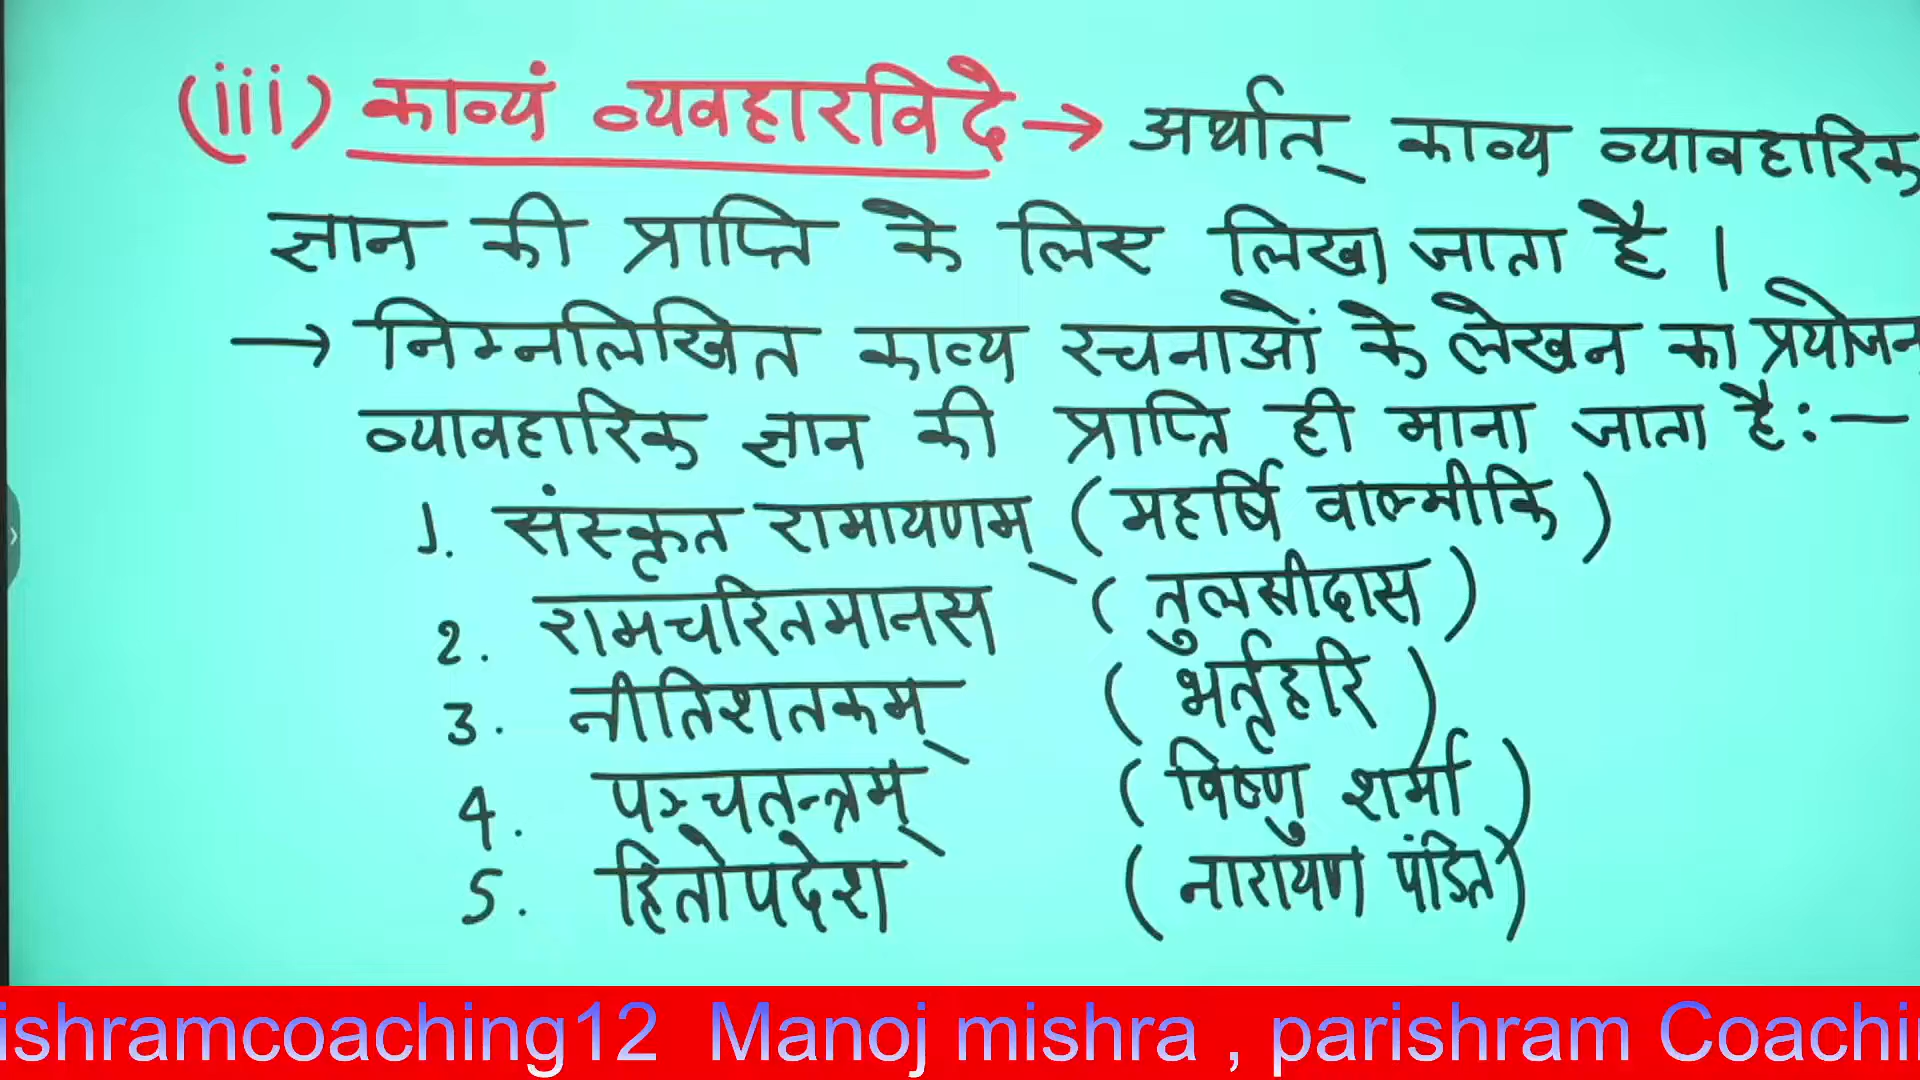 (iii) काव्यं व्यवहारविदे → अर्थात् काव्य व्यावहारिक
ज्ञान की प्राप्ति के लिए लिखा जाता है ।
→ निम्नलिखित काव्य रचनाओं के लेखन का प्रयोजन
व्यावहारिक ज्ञान की प्राप्ति ही माना जाता है:—
1. संस्कृत रामायणम् (महर्षि वाल्मीकि)
2. रामचरितमानस (तुलसीदास)
3. नीतिशतकम् (भर्तृहरि)
4. पञ्चतन्त्रम् (विष्णु शर्मा)
5. हितोपदेश (नारायण पंडित)
ishramcoaching12 Manoj mishra , parishram Coachi